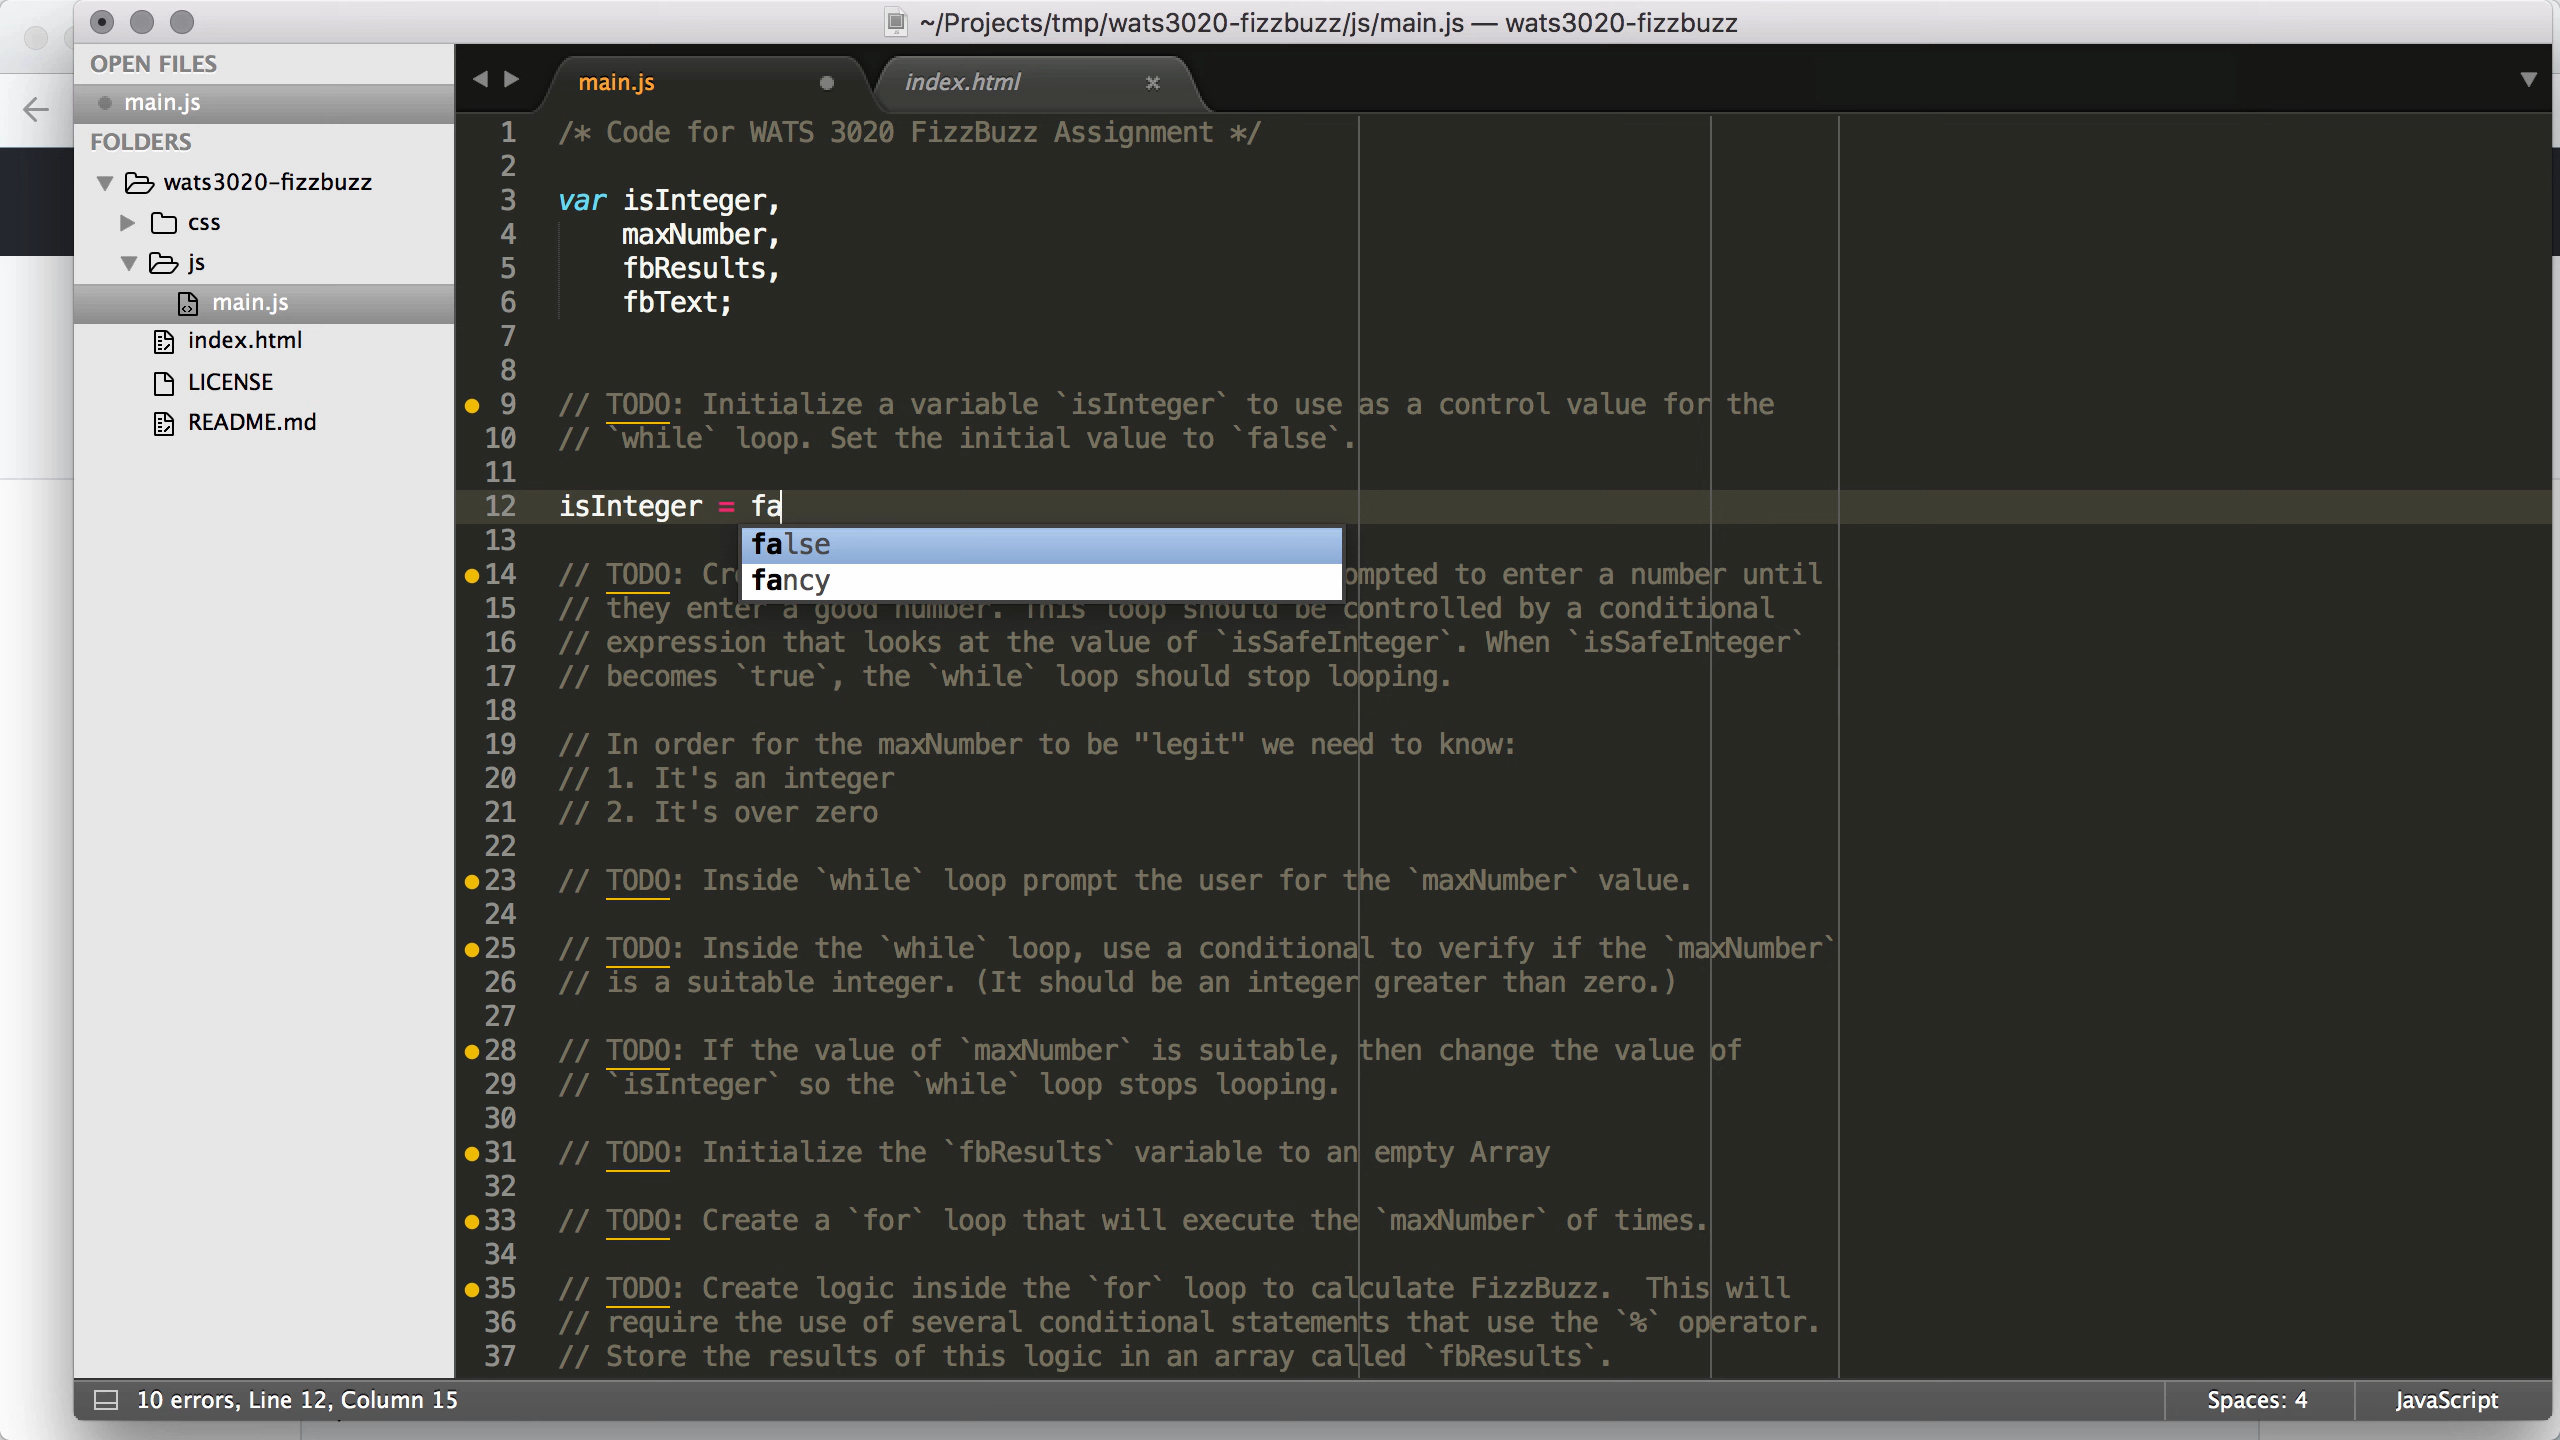 ~/Projects/tmp/wats3020-fizzbuzz/js/main.js — wats3020-fizzbuzz
OPEN FILES
main.js
FOLDERS
wats3020-fizzbuzz
css
js
main.js
index.html
LICENSE
README.md
main.js
index.html
1 /* Code for WATS 3020 FizzBuzz Assignment */
2
3 var isInteger,
4 maxNumber,
5 fbResults,
6 fbText;
7
8
9 // TODO: Initialize a variable `isInteger` to use as a control value for the
10 // `while` loop. Set the initial value to `false`.
11
12 isInteger = fa
false
fancy
13
14 // TODO: Cr ompted to enter a number until
15 // they enter a good number. This loop should be controlled by a conditional
16 // expression that looks at the value of `isSafeInteger`. When `isSafeInteger`
17 // becomes `true`, the `while` loop should stop looping.
18
19 // In order for the maxNumber to be "legit" we need to know:
20 // 1. It's an integer
21 // 2. It's over zero
22
23 // TODO: Inside `while` loop prompt the user for the `maxNumber` value.
24
25 // TODO: Inside the `while` loop, use a conditional to verify if the `maxNumber`
26 // is a suitable integer. (It should be an integer greater than zero.)
27
28 // TODO: If the value of `maxNumber` is suitable, then change the value of
29 // `isInteger` so the `while` loop stops looping.
30
31 // TODO: Initialize the `fbResults` variable to an empty Array
32
33 // TODO: Create a `for` loop that will execute the `maxNumber` of times.
34
35 // TODO: Create logic inside the `for` loop to calculate FizzBuzz.  This will
36 // require the use of several conditional statements that use the `%` operator.
37 // Store the results of this logic in an array called `fbResults`.
10 errors, Line 12, Column 15
Spaces: 4
JavaScript